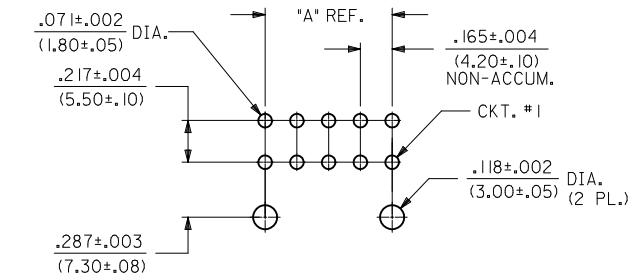 .071±.002 DIA.
(1.80±.05)
"A" REF.
.165±.004
(4.20±.10)
NON-ACCUM.
.217±.004
(5.50±.10)
CKT. #1
.118±.002 DIA.
(3.00±.05) (2 PL.)
.287±.003
(7.30±.08)